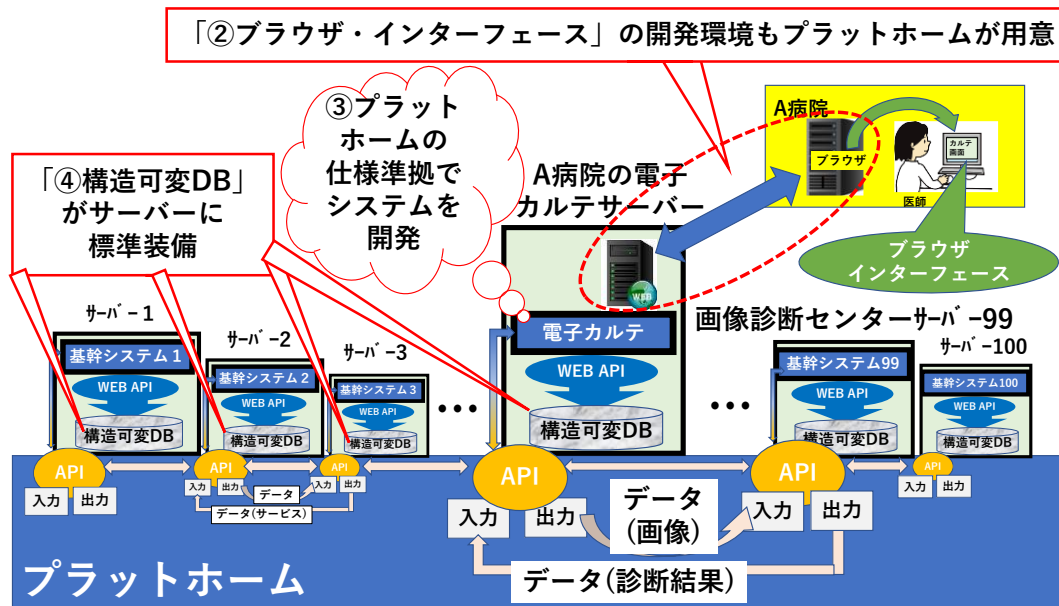 「②ブラウザ・インターフェース」の開発環境もプラットホームが用意
③プラット
ホームの
仕様準拠で
システムを
開発
A病院
ブラウザ
カルテ
画面
医師
「④構造可変DB」
がサーバーに
標準装備
A病院の電子
カルテサーバー
WEB
ブラウザ
インターフェース
サーバー1
基幹システム1
WEB API
構造可変DB
サーバー2
基幹システム2
WEB API
構造可変DB
サーバー3
基幹システム3
WEB API
構造可変DB
•••
電子カルテ
WEB API
構造可変DB
•••
画像診断センターサーバー99
基幹システム99
WEB API
構造可変DB
サーバー100
基幹システム100
WEB API
構造可変DB
API
入力
出力
API
入力
出力
データ
データ(サービス)
API
入力
出力
API
入力
出力
データ
(画像)
データ(診断結果)
API
入力
出力
API
入力
出力
プラットホーム